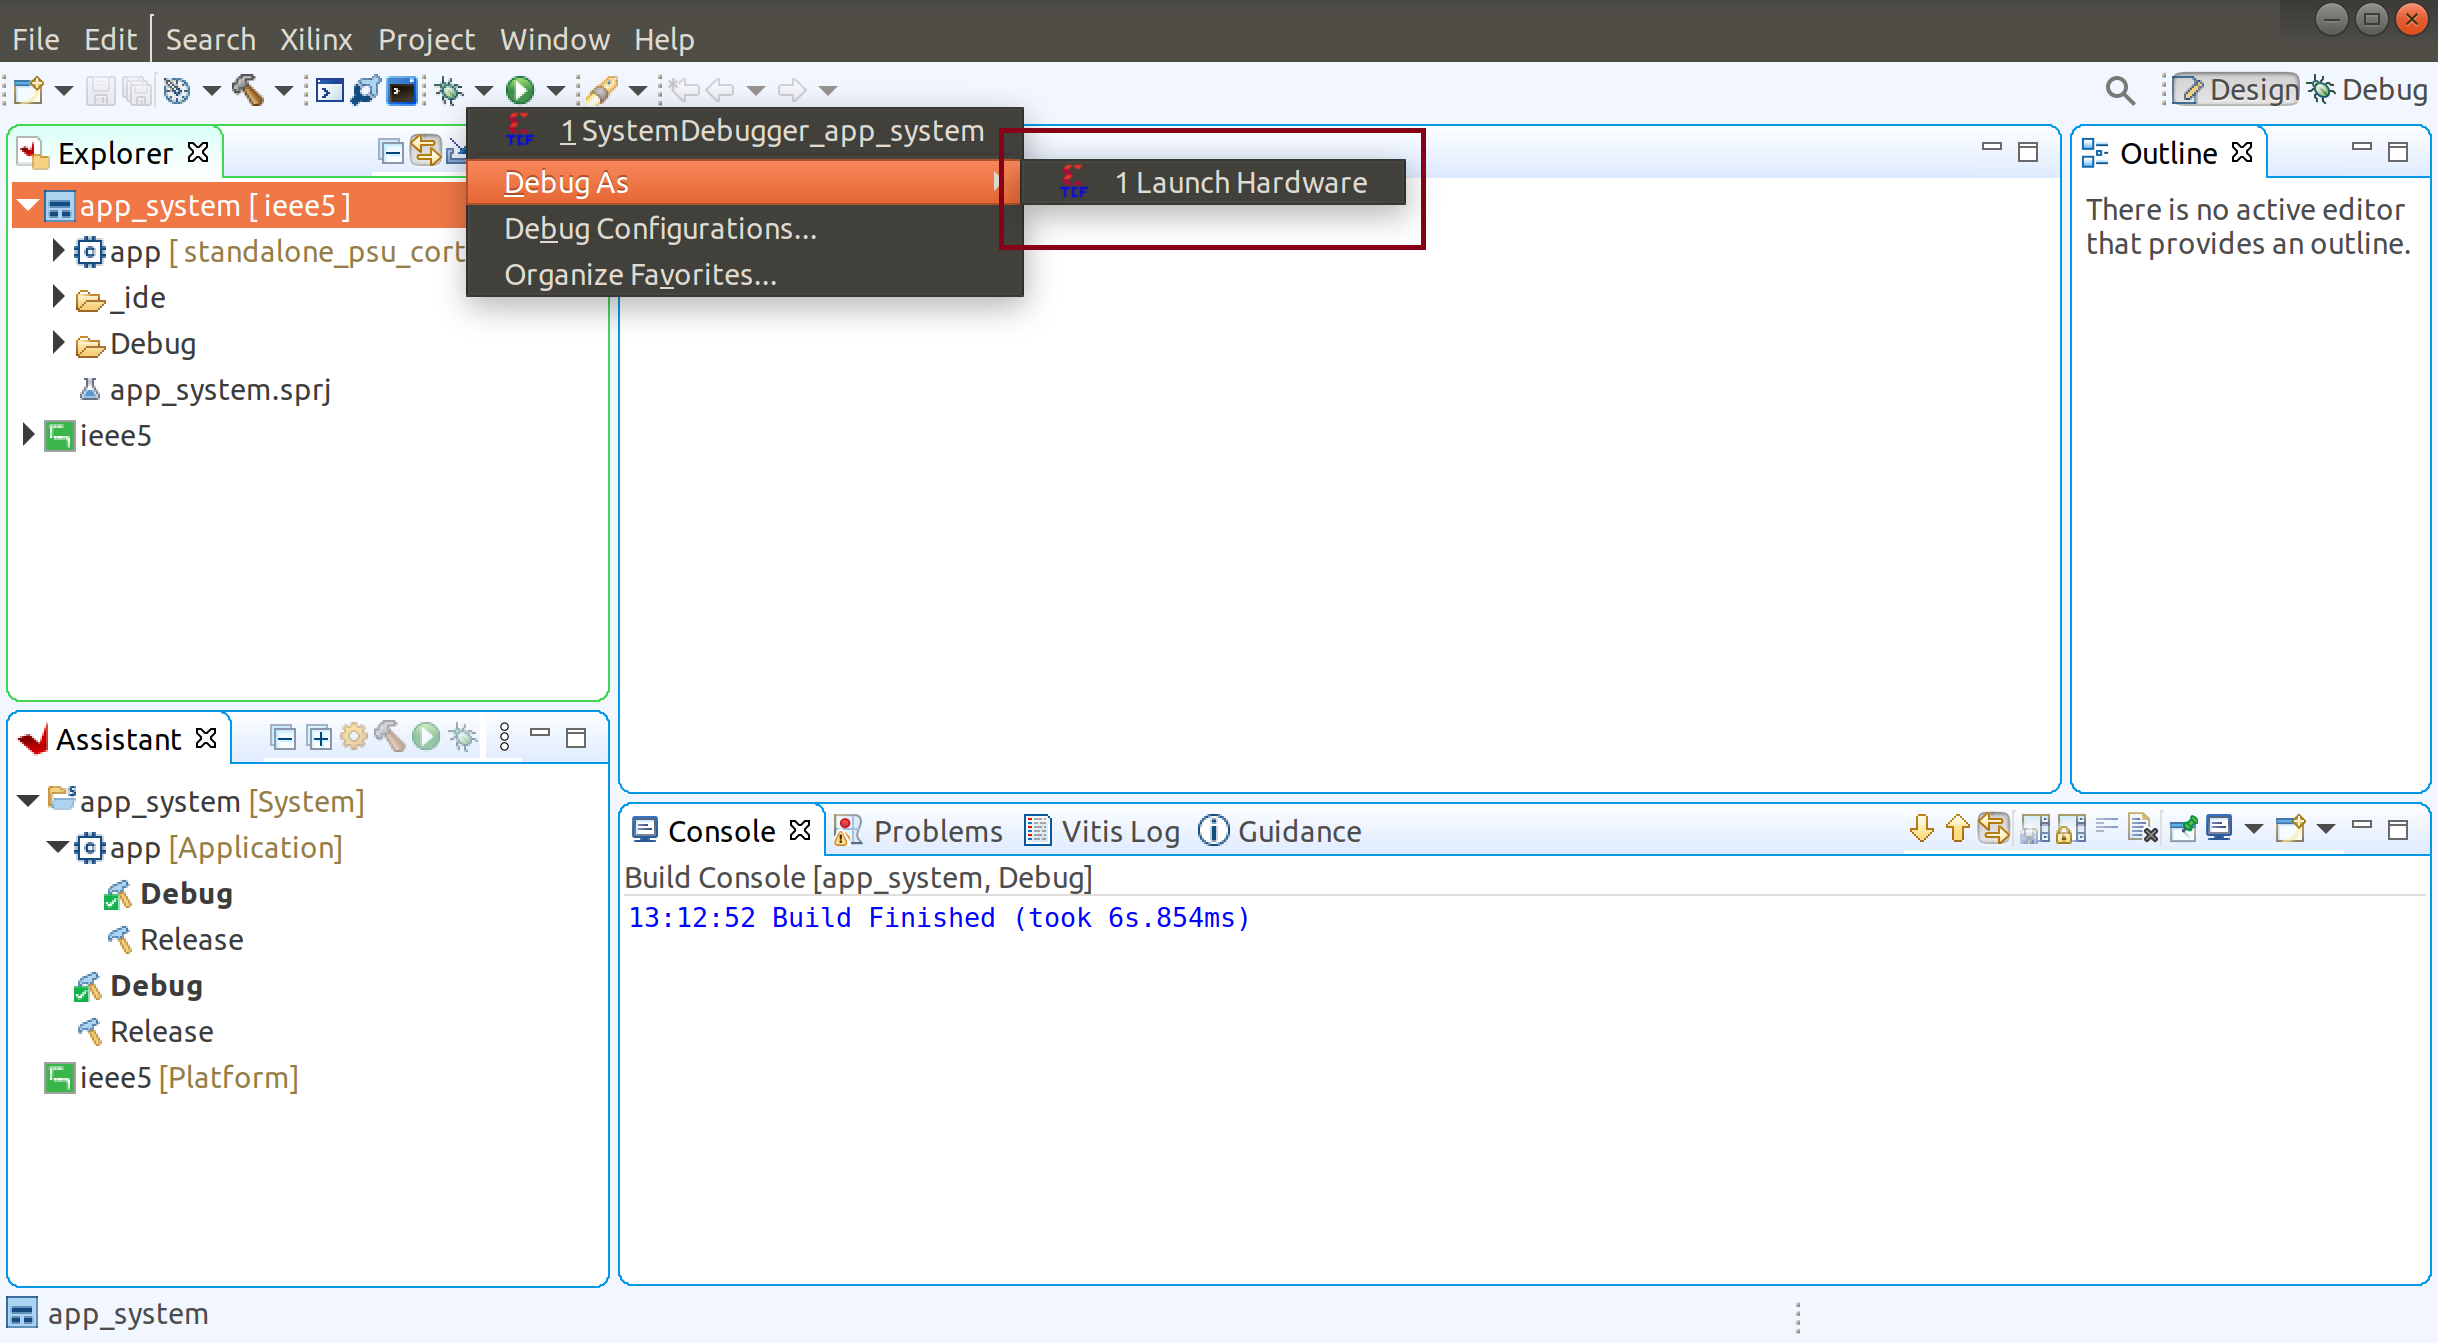 File Edit Search Xilinx Project Window Help
Design Debug
Explorer
app_system [ ieee5 ]
app [ standalone_psu_cort
_ide
Debug
app_system.sprj
ieee5
TCF 1 SystemDebugger_app_system
Debug As
Debug Configurations...
Organize Favorites...
TCF 1 Launch Hardware
Outline
There is no active editor
that provides an outline.
Assistant
app_system [System]
app [Application]
Debug
Release
Debug
Release
ieee5 [Platform]
Console Problems Vitis Log Guidance
Build Console [app_system, Debug]
13:12:52 Build Finished (took 6s.854ms)
app_system